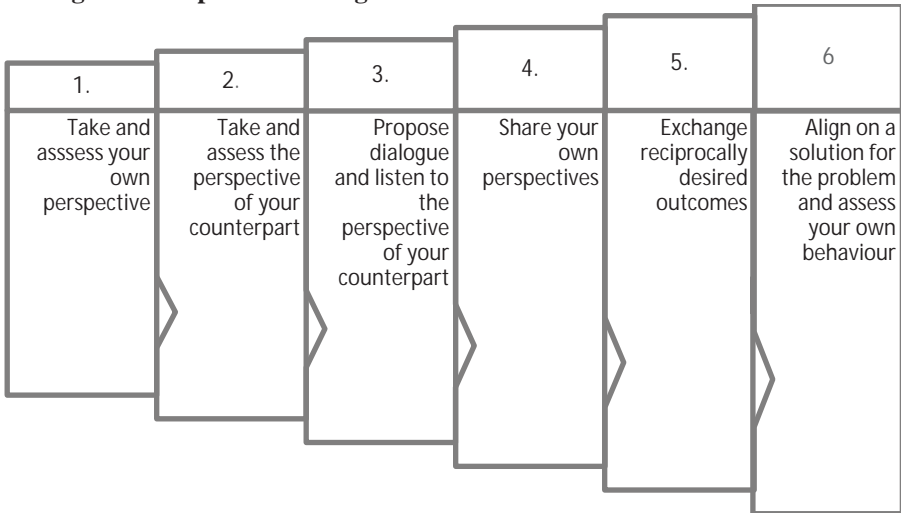 1.
Take and
asssess your
own
perspective
2.
Take and
assess the
perspective
of your
counterpart
3.
Propose
dialogue
and listen to
the
perspective
of your
counterpart
4.
Share your
own
perspectives
5.
Exchange
reciprocally
desired
outcomes
6
Align on a
solution for
the problem
and assess
your own
behaviour